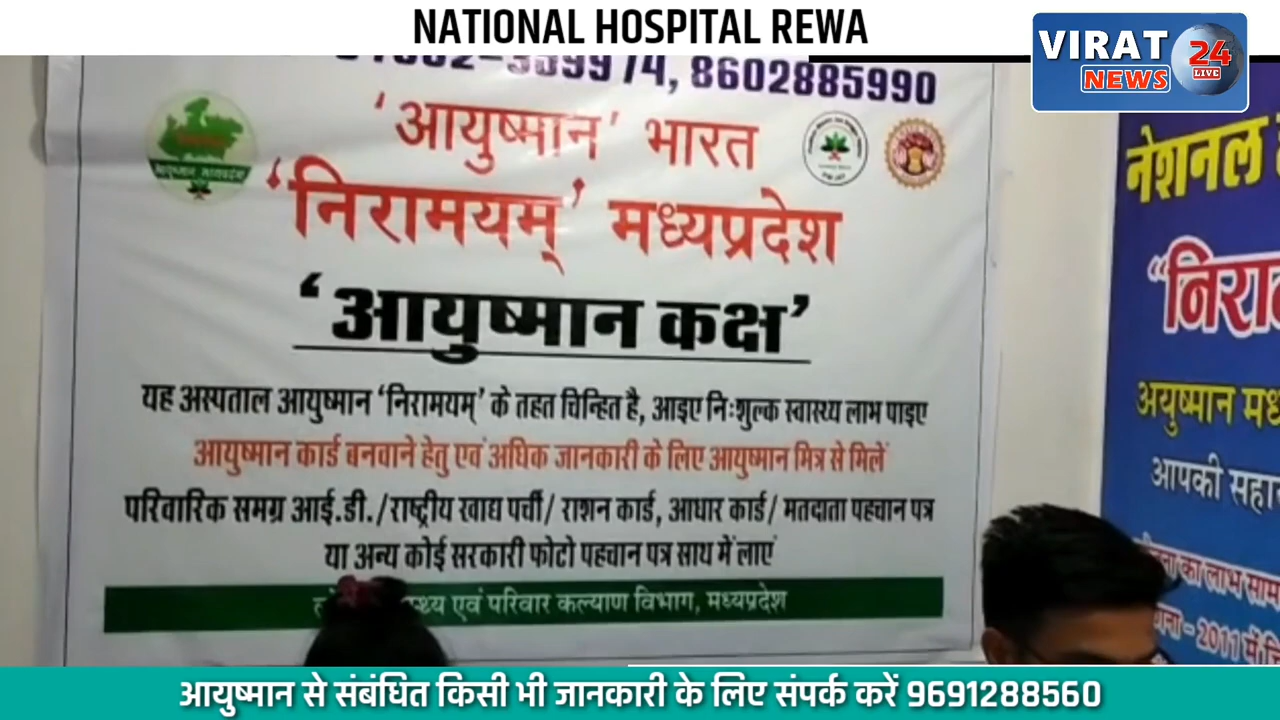 NATIONAL HOSPITAL REWA
VIRAT 24
NEWS LIVE
8602885990
‘आयुष्मान’ भारत
‘निरामयम्’ मध्यप्रदेश
‘आयुष्मान कक्ष’
यह अस्पताल आयुष्मान ‘निरामयम्’ के तहत चिन्हित है, आइए निःशुल्क स्वास्थ्य लाभ पाइए
आयुष्मान कार्ड बनवाने हेतु एवं अधिक जानकारी के लिए आयुष्मान मित्र से मिलें
परिवारिक समग्र आई.डी./राष्ट्रीय खाद्य पर्ची/ राशन कार्ड, आधार कार्ड/ मतदाता पहचान पत्र
या अन्य कोई सरकारी फोटो पहचान पत्र साथ में लाएं
एवं परिवार कल्याण विभाग, मध्यप्रदेश
नेशनल
“निरा
अयुष्मान मध
आपकी सहा
का लाभ साम
- 2011 में
आयुष्मान से संबंधित किसी भी जानकारी के लिए संपर्क करें 9691288560